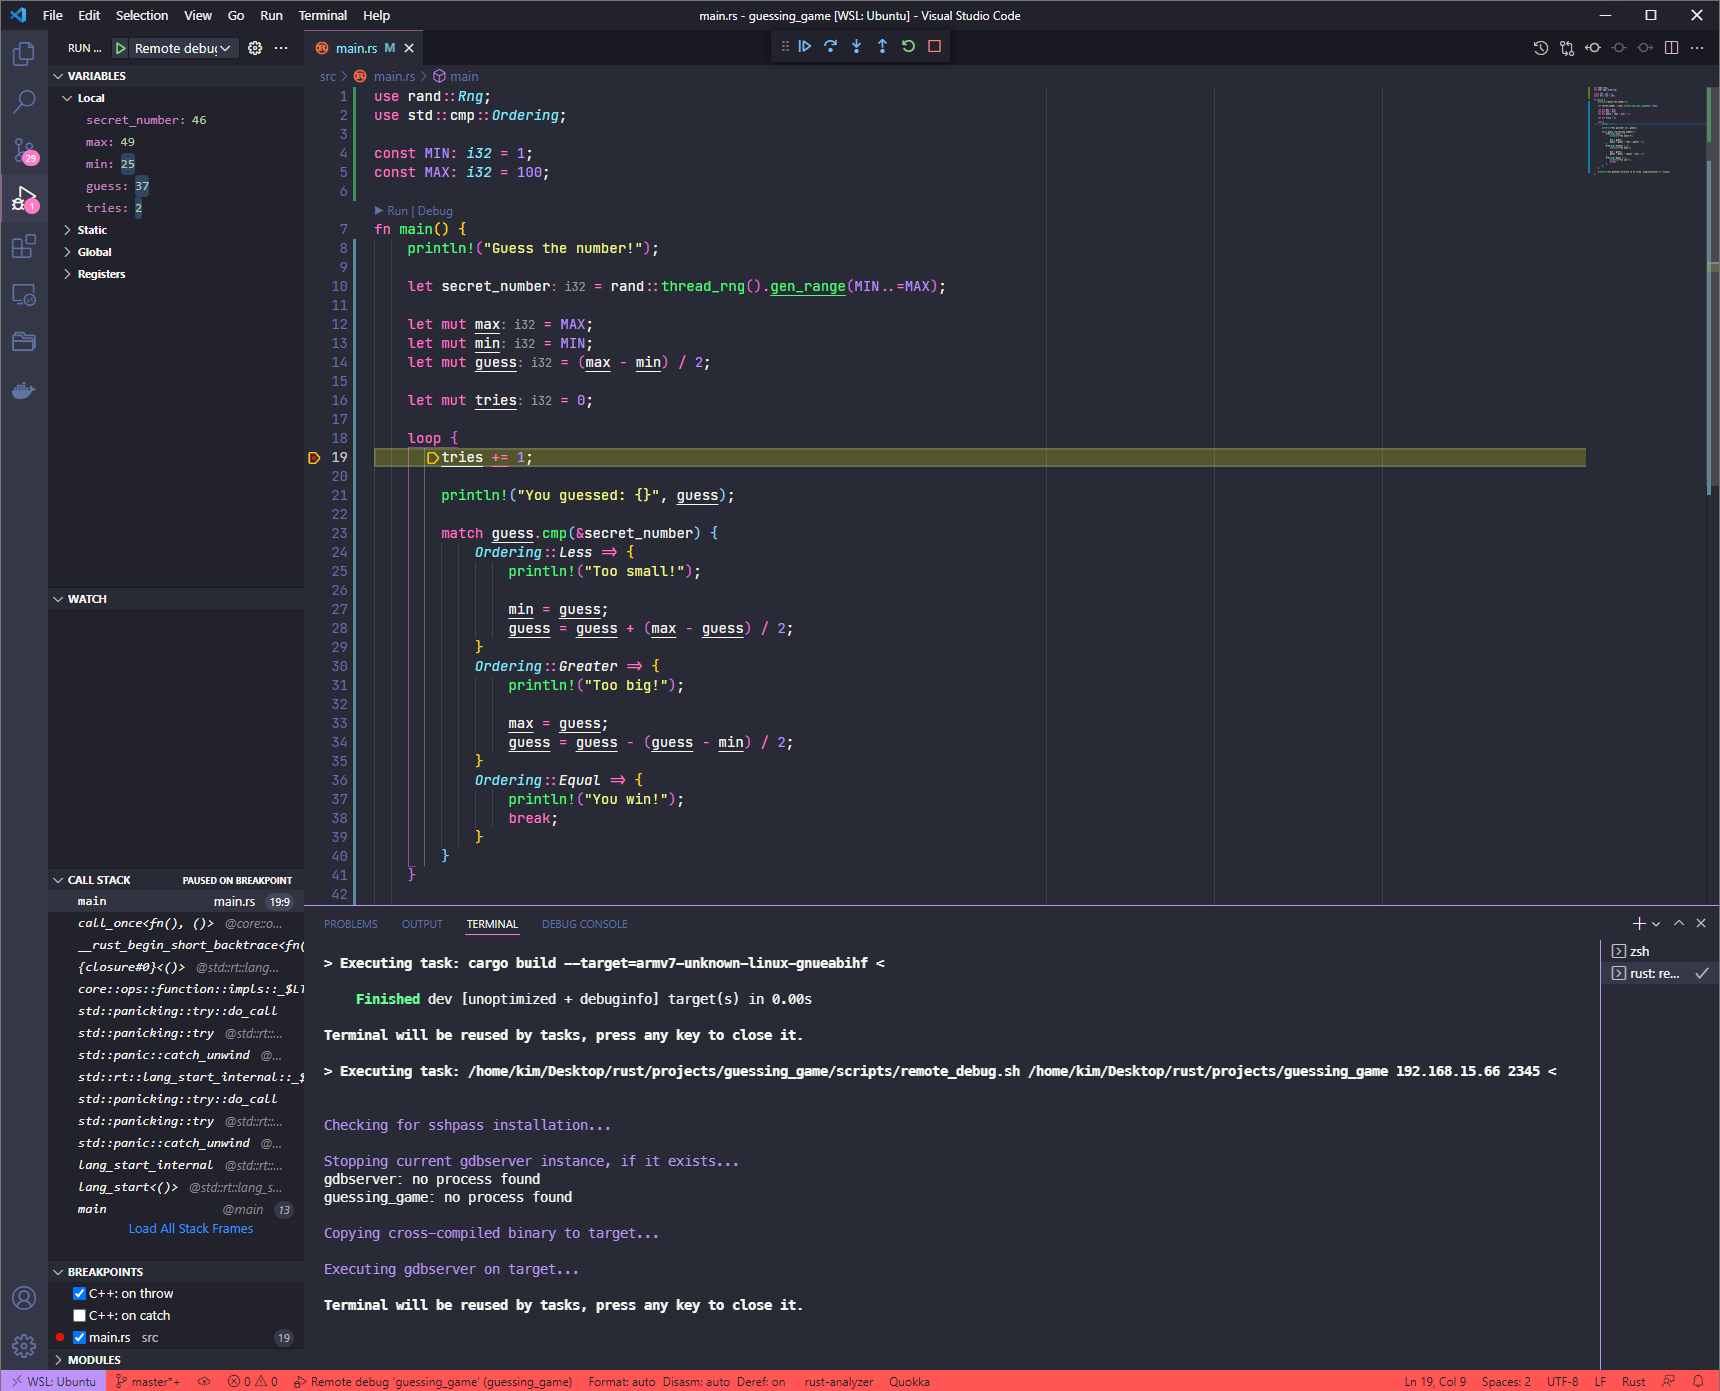 File Edit Selection View Go Run Terminal Help
main.rs - guessing_game [WSL: Ubuntu] - Visual Studio Code
RUN ... Remote debug
main.rs M
VARIABLES
Local
secret_number: 46
max: 49
min: 25
guess: 37
tries: 2
Static
Global
Registers
29
1
WATCH
CALL STACK PAUSED ON BREAKPOINT
main main.rs 19:9
call_once<fn(), ()> @core::o...
__rust_begin_short_backtrace<fn(
{closure#0}<()> @std::rt::lang...
core::ops::function::impls::_$LT
std::panicking::try::do_call
std::panicking::try @std::rt::...
std::panic::catch_unwind @...
std::rt::lang_start_internal::_$
std::panicking::try::do_call
std::panicking::try @std::rt::...
std::panic::catch_unwind @...
lang_start_internal @std::rt::...
lang_start<()> @std::rt::lang_s...
main @main 13
Load All Stack Frames
BREAKPOINTS
C++: on throw
C++: on catch
main.rs src 19
MODULES
src > main.rs > main
1 use rand::Rng;
2 use std::cmp::Ordering;
3
4 const MIN: i32 = 1;
5 const MAX: i32 = 100;
6
Run | Debug
7 fn main() {
8 println!("Guess the number!");
9
10 let secret_number: i32 = rand::thread_rng().gen_range(MIN..=MAX);
11
12 let mut max: i32 = MAX;
13 let mut min: i32 = MIN;
14 let mut guess: i32 = (max - min) / 2;
15
16 let mut tries: i32 = 0;
17
18 loop {
19 tries += 1;
20
21 println!("You guessed: {}", guess);
22
23 match guess.cmp(&secret_number) {
24 Ordering::Less => {
25 println!("Too small!");
26
27 min = guess;
28 guess = guess + (max - guess) / 2;
29 }
30 Ordering::Greater => {
31 println!("Too big!");
32
33 max = guess;
34 guess = guess - (guess - min) / 2;
35 }
36 Ordering::Equal => {
37 println!("You win!");
38 break;
39 }
40 }
41 }
42
PROBLEMS OUTPUT TERMINAL DEBUG CONSOLE
> Executing task: cargo build --target=armv7-unknown-linux-gnueabihf <
Finished dev [unoptimized + debuginfo] target(s) in 0.00s
Terminal will be reused by tasks, press any key to close it.
> Executing task: /home/kim/Desktop/rust/projects/guessing_game/scripts/remote_debug.sh /home/kim/Desktop/rust/projects/guessing_game 192.168.15.66 2345 <
Checking for sshpass installation...
Stopping current gdbserver instance, if it exists...
gdbserver: no process found
guessing_game: no process found
Copying cross-compiled binary to target...
Executing gdbserver on target...
Terminal will be reused by tasks, press any key to close it.
zsh
rust: re...
WSL: Ubuntu master*+ 0 0 Remote debug 'guessing_game' (guessing_game) Format: auto Disasm: auto Deref: on rust-analyzer Quokka Ln 19, Col 9 Spaces: 2 UTF-8 LF Rust